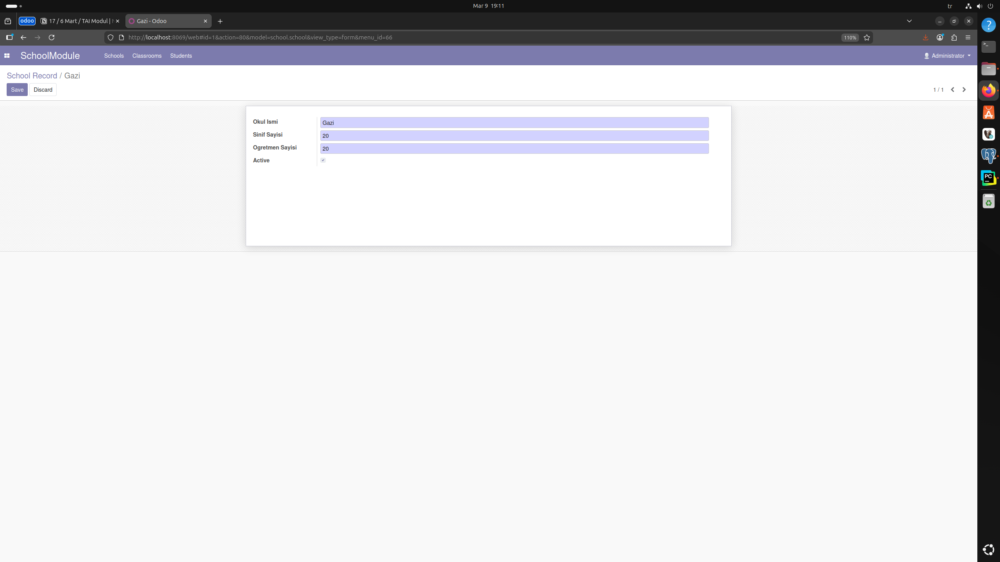 Mar 9 19:11
tr
odoo
17 / 6 Mart / TAI Modul |
Gazi - Odoo
http://localhost:8069/web#id=1&action=80&model=school.school&view_type=form&menu_id=66
110%
SchoolModule
Schools
Classrooms
Students
Administrator
School Record / Gazi
Save
Discard
1 / 1
Okul Ismi
Gazi
Sinif Sayisi
20
Ogretmen Sayisi
20
Active
PC